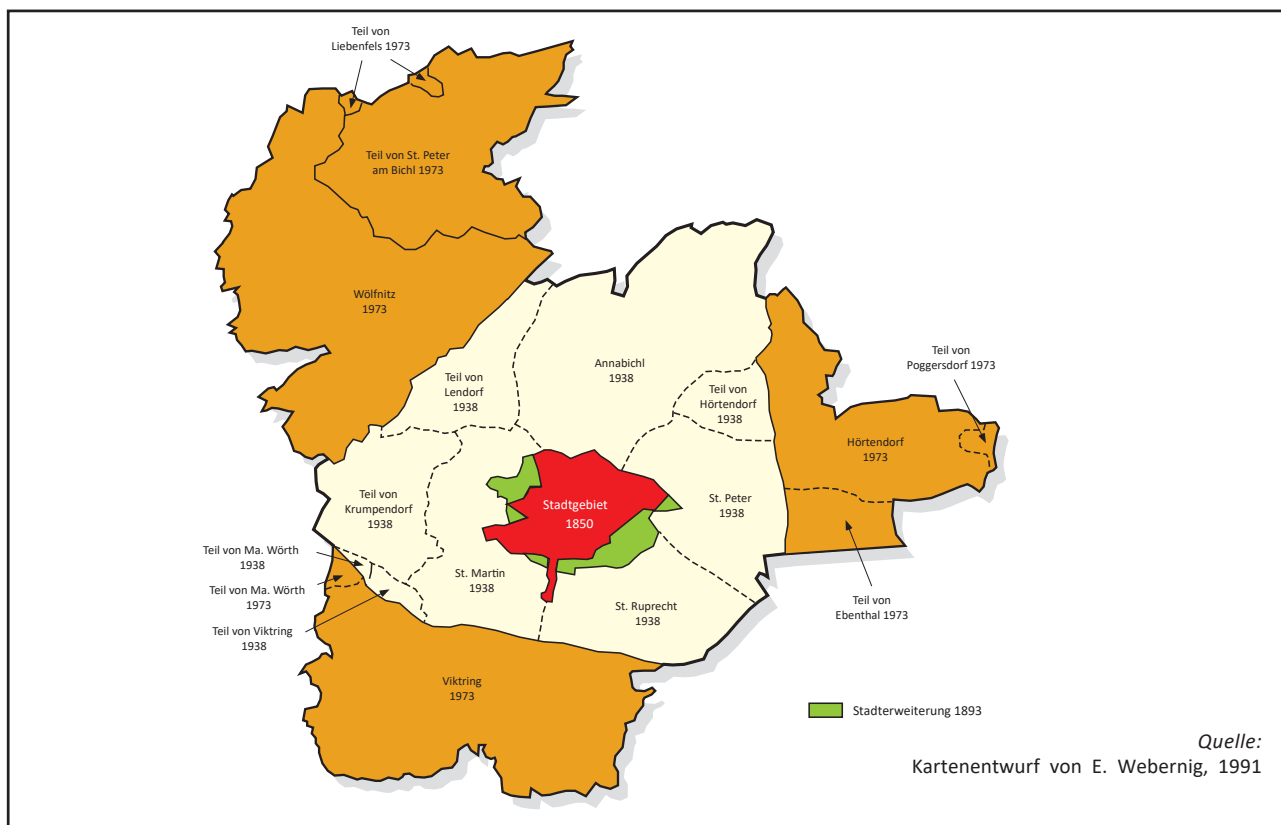 Teil von
Liebenfels 1973
Teil von St. Peter
am Bichl 1973
Wölfnitz
1973
Annabichl
1938
Teil von
Poggersdorf 1973
Teil von
Lendorf
1938
Teil von
Hörtendorf
1938
Hörtendorf
1973
Teil von
Krumpendorf
1938
Stadtgebiet
1850
St. Peter
1938
Teil von Ma. Wörth
1938
Teil von Ma. Wörth
1973
Teil von Viktring
1938
St. Martin
1938
St. Ruprecht
1938
Teil von
Ebenthal 1973
Viktring
1973
Stadterweiterung 1893
Quelle:
Kartenentwurf von E. Webernig, 1991